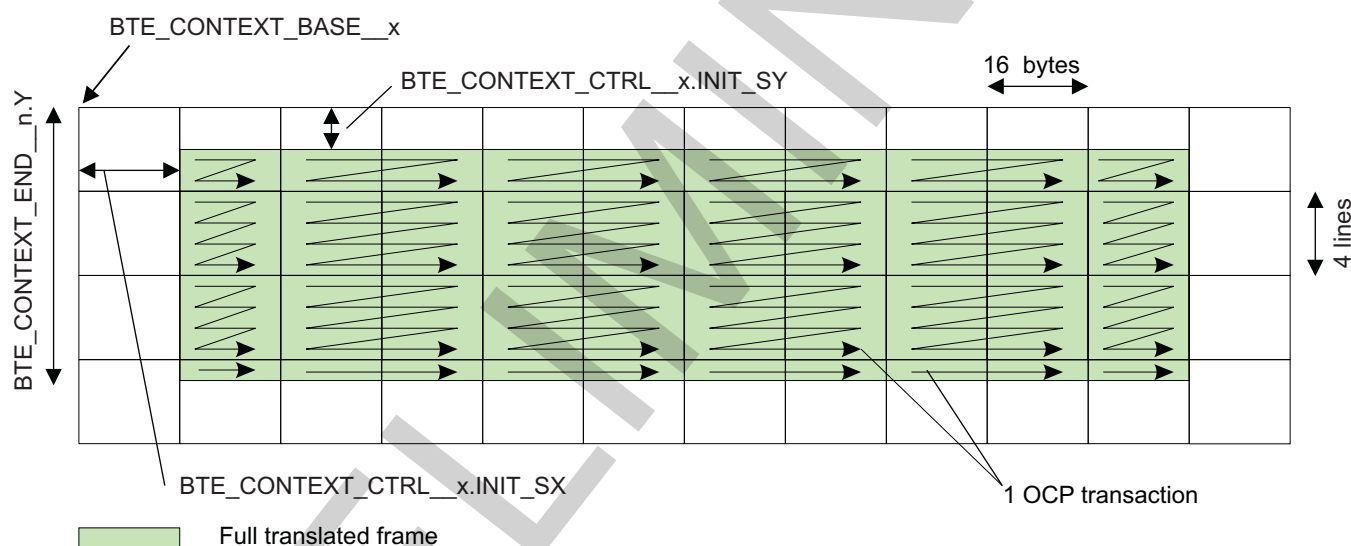 BTE_CONTEXT_BASE__x
BTE_CONTEXT_CTRL__x.INIT_SY
16 bytes
BTE_CONTEXT_END__n.Y
4 lines
BTE_CONTEXT_CTRL__x.INIT_SX
1 OCP transaction
Full translated frame